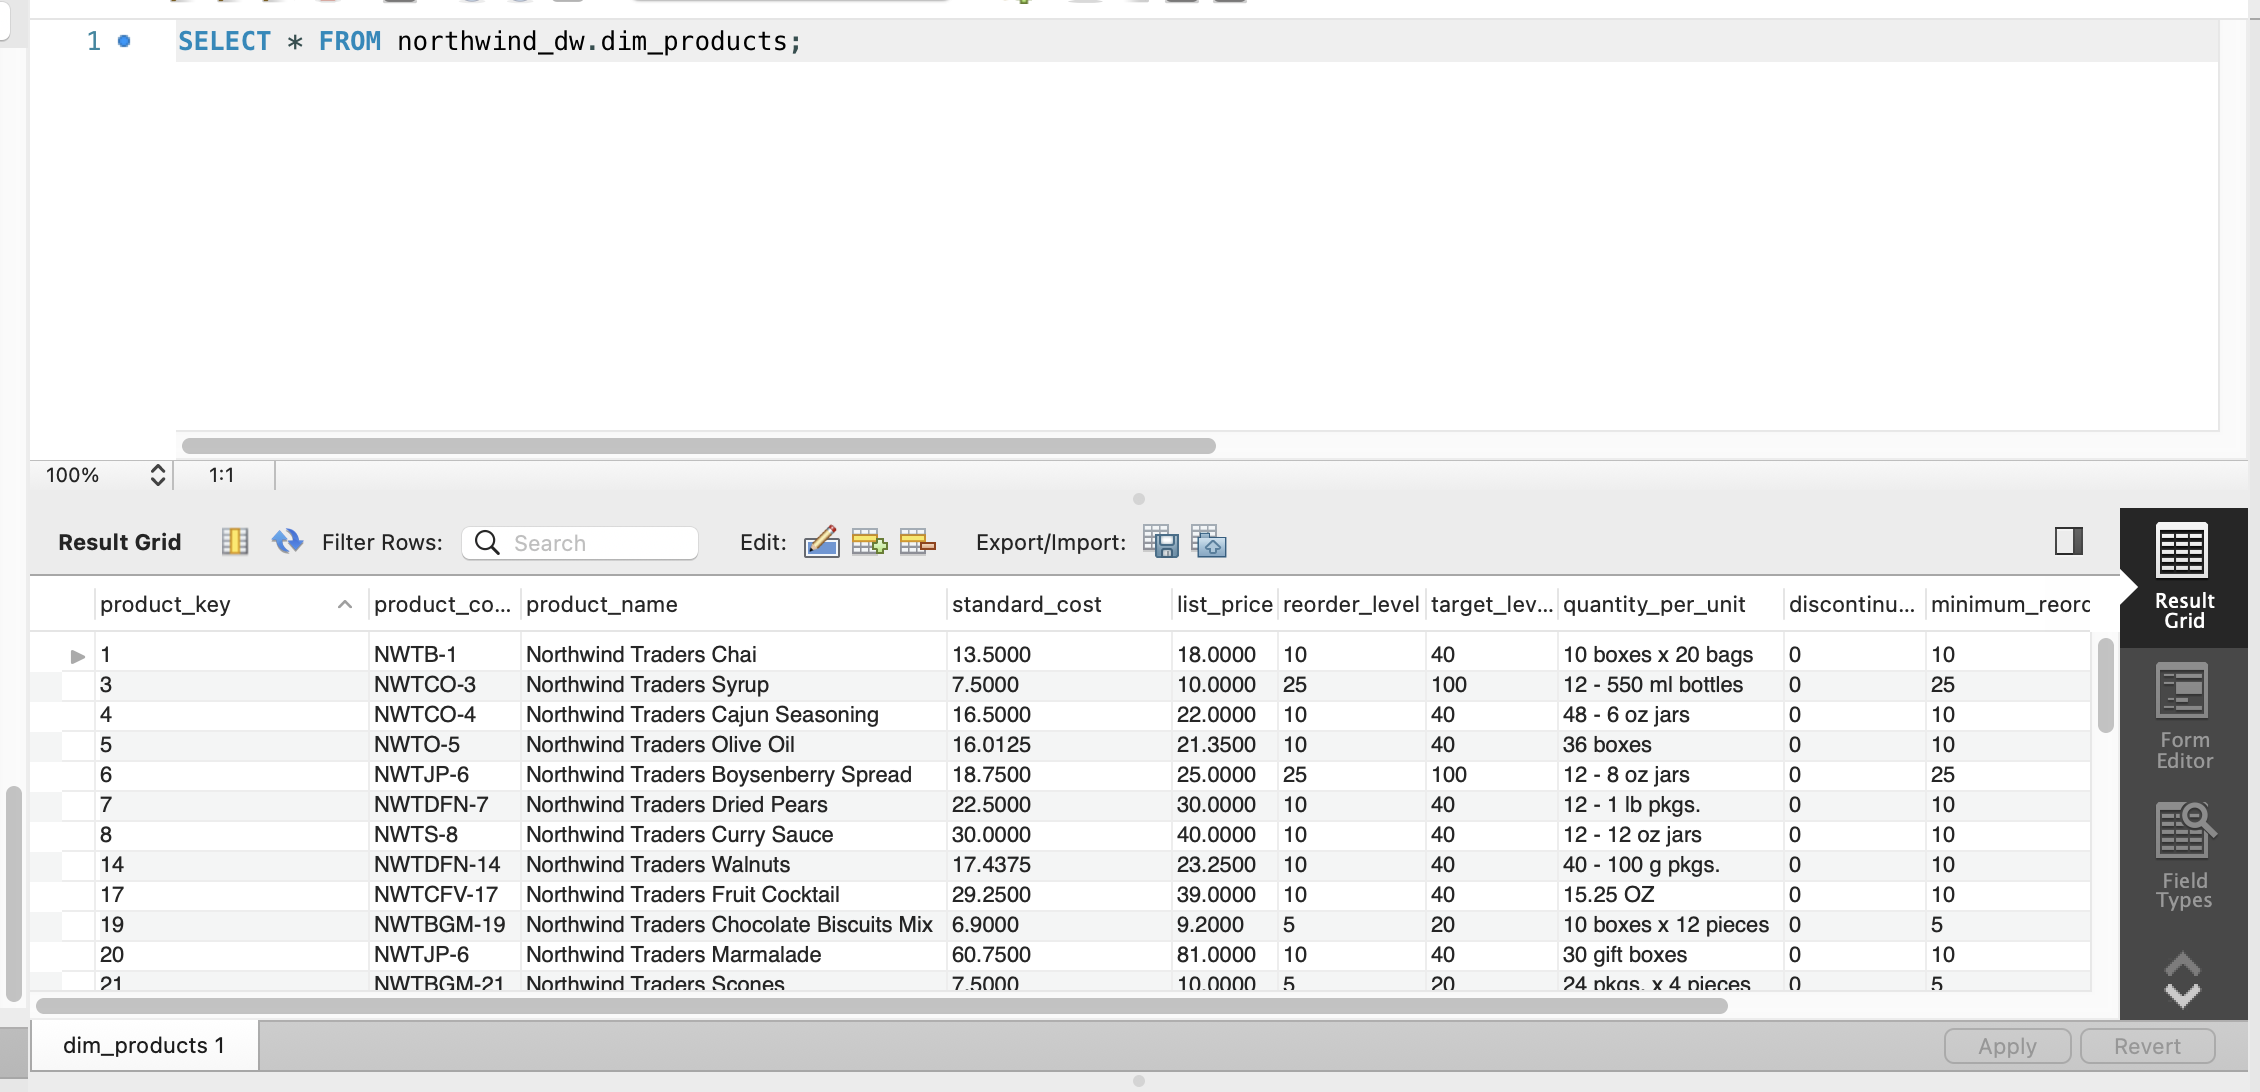 1 SELECT * FROM northwind_dw.dim_products;
100% 1:1
Result Grid Filter Rows: Search Edit: Export/Import:
product_key product_co... product_name standard_cost list_price reorder_level target_lev... quantity_per_unit discontinu... minimum_reorc
1 NWTB-1 Northwind Traders Chai 13.5000 18.0000 10 40 10 boxes x 20 bags 0 10
3 NWTCO-3 Northwind Traders Syrup 7.5000 10.0000 25 100 12 - 550 ml bottles 0 25
4 NWTCO-4 Northwind Traders Cajun Seasoning 16.5000 22.0000 10 40 48 - 6 oz jars 0 10
5 NWTO-5 Northwind Traders Olive Oil 16.0125 21.3500 10 40 36 boxes 0 10
6 NWTJP-6 Northwind Traders Boysenberry Spread 18.7500 25.0000 25 100 12 - 8 oz jars 0 25
7 NWTDFN-7 Northwind Traders Dried Pears 22.5000 30.0000 10 40 12 - 1 lb pkgs. 0 10
8 NWTS-8 Northwind Traders Curry Sauce 30.0000 40.0000 10 40 12 - 12 oz jars 0 10
14 NWTDFN-14 Northwind Traders Walnuts 17.4375 23.2500 10 40 40 - 100 g pkgs. 0 10
17 NWTCFV-17 Northwind Traders Fruit Cocktail 29.2500 39.0000 10 40 15.25 OZ 0 10
19 NWTBGM-19 Northwind Traders Chocolate Biscuits Mix 6.9000 9.2000 5 20 10 boxes x 12 pieces 0 5
20 NWTJP-6 Northwind Traders Marmalade 60.7500 81.0000 10 40 30 gift boxes 0 10
21 NWTBGM-21 Northwind Traders Scones 7.5000 10.0000 5 20 24 pkgs. x 4 pieces 0 5
Result
Grid
Form
Editor
Field
Types
dim_products 1 Apply Revert